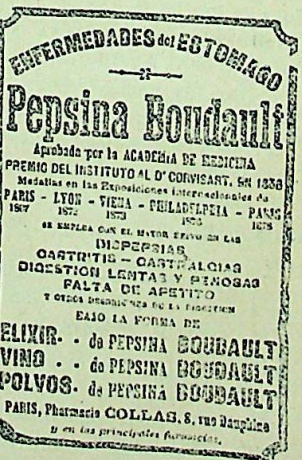 ENFERMEDADES del ESTOMAGO
Pepsina Boudault
Aprobada por la ACADEMIA DE MEDICINA
PREMIO DEL INSTITUTO AL Dr CORVISART. EN 1856
Medallas en las Exposiciones internacionales de
PARIS - LYON - VIENA - PHILADELPHIA - PARIS
1867 1872 1873 1876 1878
SE EMPLEA CON EL MAYOR EXITO EN LAS
DISPEPSIAS
GASTRITIS - GASTRALGIAS
DIGESTION LENTAS Y PENOSAS
FALTA DE APETITO
Y OTROS DESORDENES DE LA DIGESTION
BAJO LA FORMA DE
ELIXIR· · de PEPSINA BOUDAULT
VINO · · de PEPSINA BOUDAULT
POLVOS· de PEPSINA BOUDAULT
PARIS, Pharmacie COLLAS, 8, rue Dauphine
y en las principales farmacias.